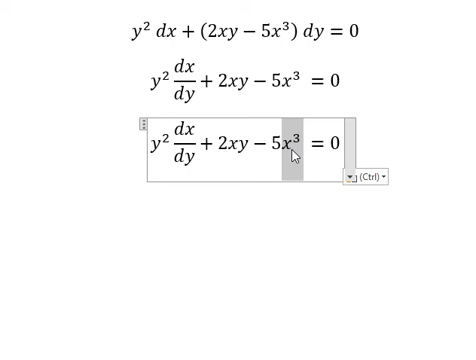 y² dx + (2xy − 5x³) dy = 0
y² dx/dy + 2xy − 5x³ = 0
y² dx/dy + 2xy − 5x³ = 0
(Ctrl)